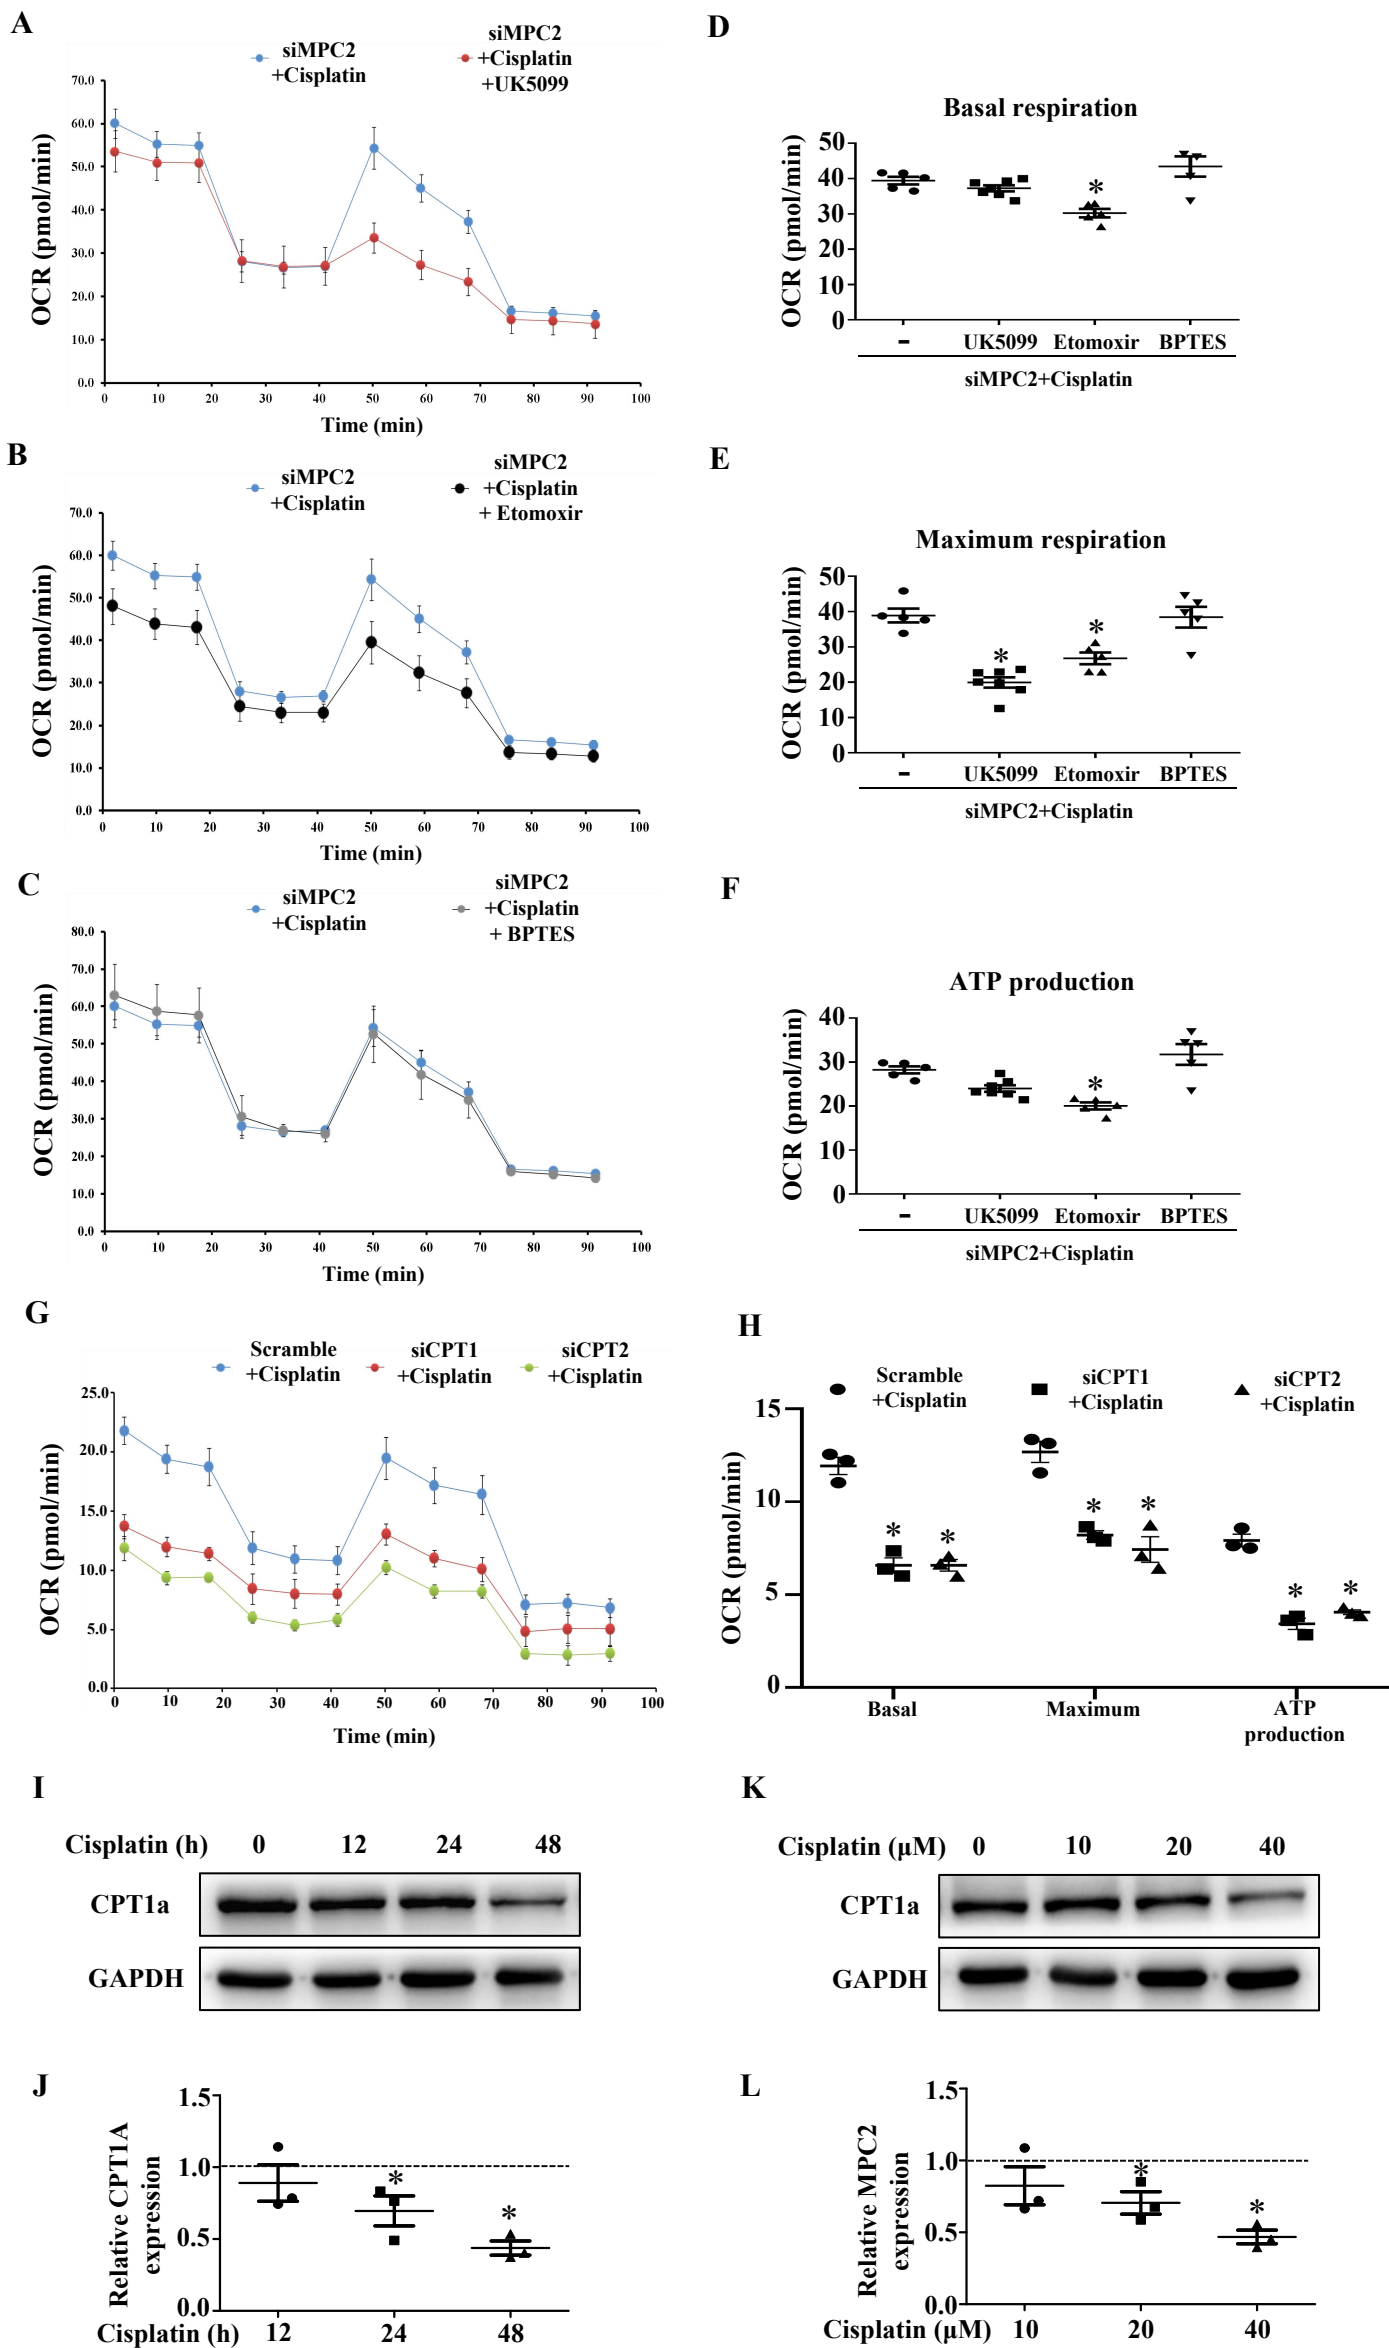 A
siMPC2
+Cisplatin
siMPC2
+Cisplatin
+UK5099
70.0
60.0
50.0
40.0
30.0
20.0
10.0
0.0
OCR (pmol/min)
0 10 20 30 40 50 60 70 80 90 100
Time (min)
D
Basal respiration
50
40
30
20
10
0
OCR (pmol/min)
*
– UK5099 Etomoxir BPTES
siMPC2+Cisplatin
B
siMPC2
+Cisplatin
siMPC2
+Cisplatin
+ Etomoxir
70.0
60.0
50.0
40.0
30.0
20.0
10.0
0.0
OCR (pmol/min)
0 10 20 30 40 50 60 70 80 90 100
Time (min)
E
Maximum respiration
50
40
30
20
10
0
OCR (pmol/min)
* *
– UK5099 Etomoxir BPTES
siMPC2+Cisplatin
C
siMPC2
+Cisplatin
siMPC2
+Cisplatin
+ BPTES
80.0
70.0
60.0
50.0
40.0
30.0
20.0
10.0
0.0
OCR (pmol/min)
0 10 20 30 40 50 60 70 80 90 100
Time (min)
F
ATP production
40
30
20
10
0
OCR (pmol/min)
*
– UK5099 Etomoxir BPTES
siMPC2+Cisplatin
G
Scramble
+Cisplatin
siCPT1
+Cisplatin
siCPT2
+Cisplatin
25.0
20.0
15.0
10.0
5.0
0.0
OCR (pmol/min)
0 10 20 30 40 50 60 70 80 90 100
Time (min)
H
Scramble
+Cisplatin
siCPT1
+Cisplatin
siCPT2
+Cisplatin
15
10
5
0
OCR (pmol/min)
* * * * * *
Basal Maximum ATP
production
I
Cisplatin (h) 0 12 24 48
CPT1a
GAPDH
K
Cisplatin (μM) 0 10 20 40
CPT1a
GAPDH
J
1.5
1.0
0.5
0.0
Relative CPT1A
expression
* *
Cisplatin (h) 12 24 48
L
1.5
1.0
0.5
0.0
Relative MPC2
expression
* *
Cisplatin (μM) 10 20 40